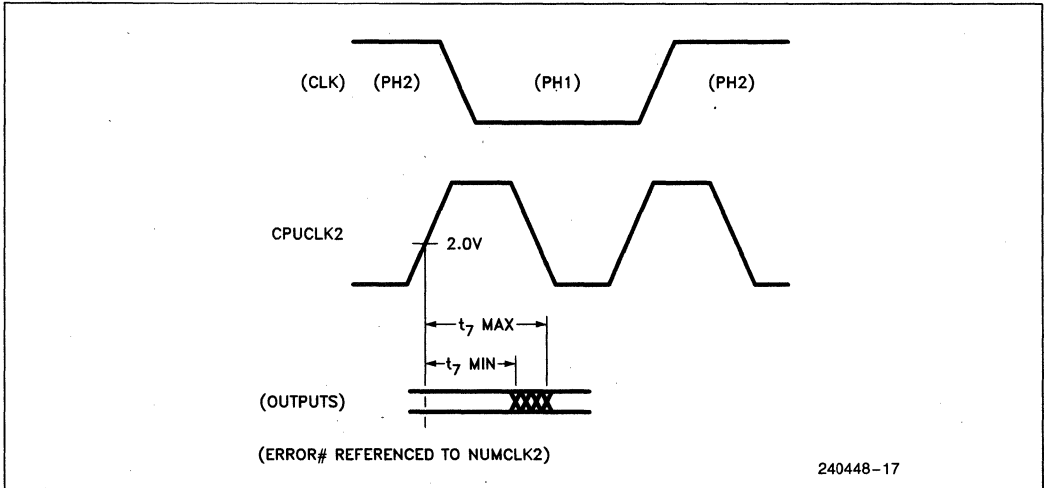 (CLK) (PH2) (PH1) (PH2)
CPUCLK2
2.0V
t7 MAX
t7 MIN
(OUTPUTS)
(ERROR# REFERENCED TO NUMCLK2)
240448-17